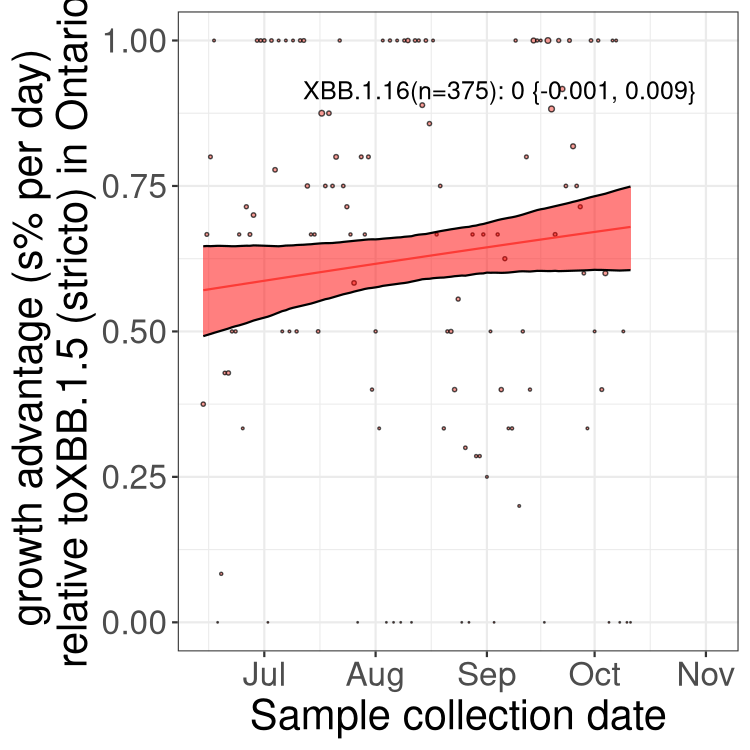 growth advantage (s% per day)
relative toXBB.1.5 (stricto) in Ontario
1.00
0.75
0.50
0.25
0.00
XBB.1.16(n=375): 0 {-0.001, 0.009}
Jul Aug Sep Oct Nov
Sample collection date